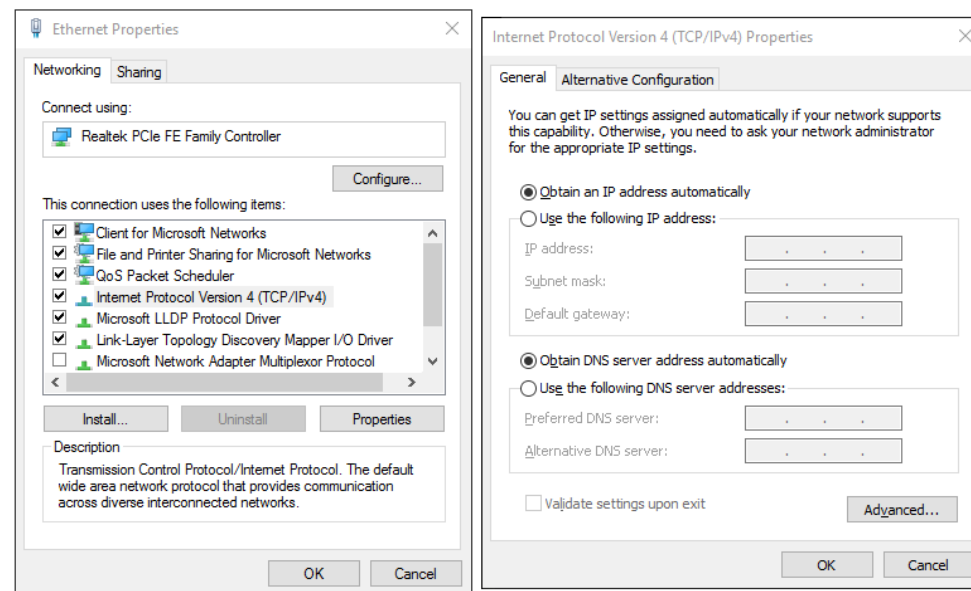 Ethernet Properties
Networking
Sharing
Connect using:
Realtek PCIe FE Family Controller
Configure...
This connection uses the following items:
Client for Microsoft Networks
File and Printer Sharing for Microsoft Networks
QoS Packet Scheduler
Internet Protocol Version 4 (TCP/IPv4)
Microsoft LLDP Protocol Driver
Link-Layer Topology Discovery Mapper I/O Driver
Microsoft Network Adapter Multiplexor Protocol
Install...
Uninstall
Properties
Description
Transmission Control Protocol/Internet Protocol. The default
wide area network protocol that provides communication
across diverse interconnected networks.
OK
Cancel
Internet Protocol Version 4 (TCP/IPv4) Properties
General
Alternative Configuration
You can get IP settings assigned automatically if your network supports
this capability. Otherwise, you need to ask your network administrator
for the appropriate IP settings.
Obtain an IP address automatically
Use the following IP address:
IP address:
Subnet mask:
Default gateway:
Obtain DNS server address automatically
Use the following DNS server addresses:
Preferred DNS server:
Alternative DNS server:
Validate settings upon exit
Advanced...
OK
Cancel